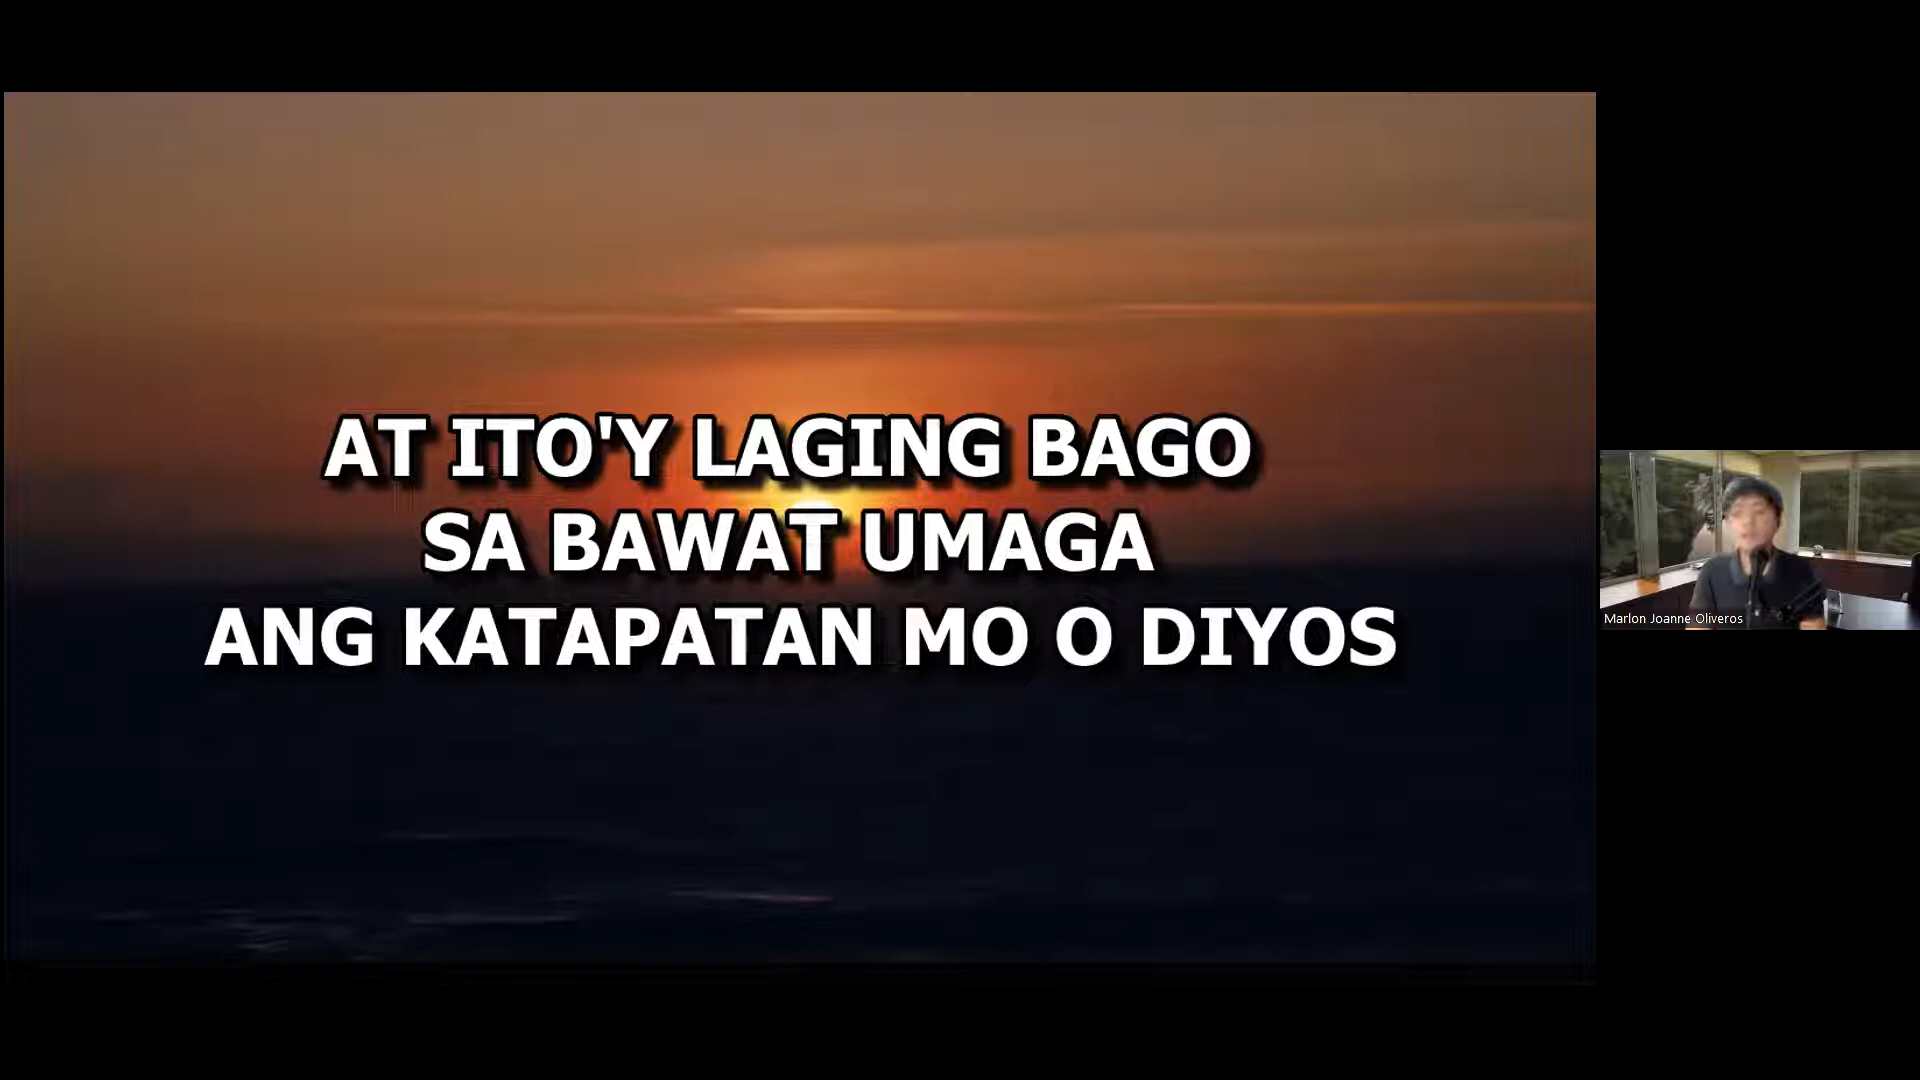 AT ITO'Y LAGING BAGO
SA BAWAT UMAGA
ANG KATAPATAN MO O DIYOS
Marlon Joanne Oliveros